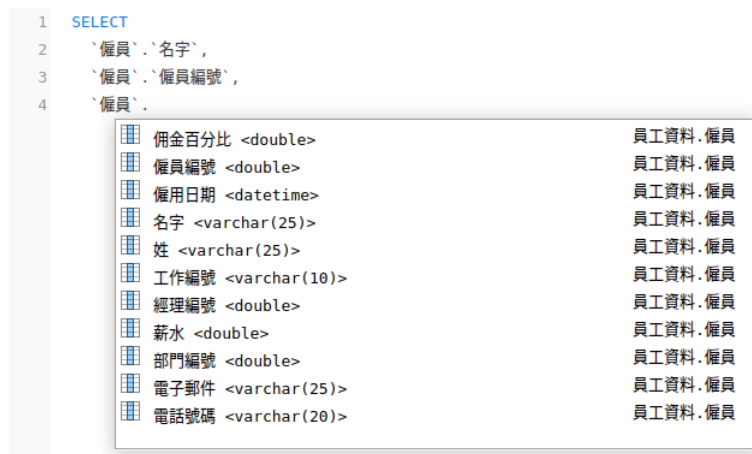 1 SELECT
2 `僱員`.`名字`,
3 `僱員`.`僱員編號`,
4 `僱員`.
佣金百分比 <double> 員工資料.僱員
僱員編號 <double> 員工資料.僱員
僱用日期 <datetime> 員工資料.僱員
名字 <varchar(25)> 員工資料.僱員
姓 <varchar(25)> 員工資料.僱員
工作編號 <varchar(10)> 員工資料.僱員
經理編號 <double> 員工資料.僱員
薪水 <double> 員工資料.僱員
部門編號 <double> 員工資料.僱員
電子郵件 <varchar(25)> 員工資料.僱員
電話號碼 <varchar(20)> 員工資料.僱員